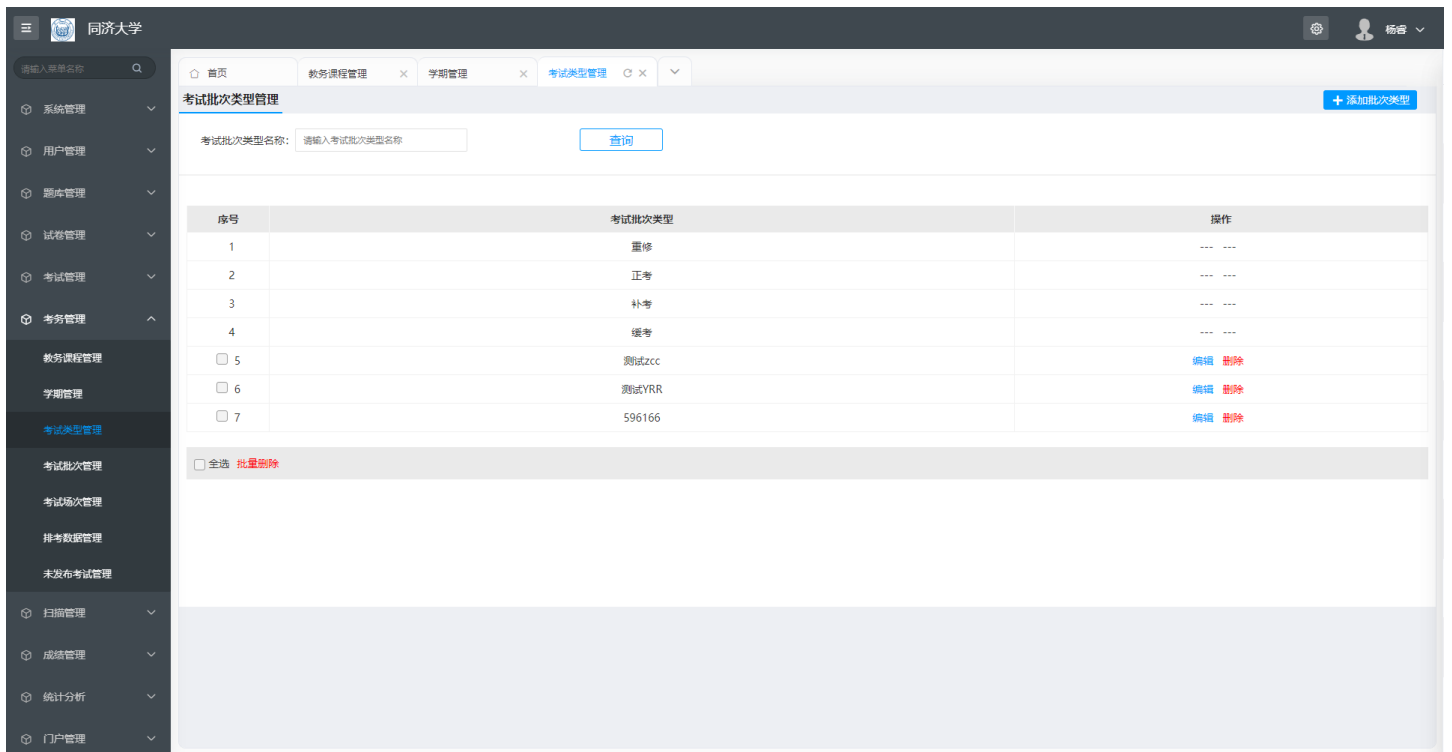 同济大学
杨睿
请输入菜单名称
首页 教务课程管理 学期管理 考试类型管理
考试批次类型管理
添加批次类型
考试批次类型名称: 请输入考试批次类型名称 查询
系统管理
用户管理
题库管理
试卷管理
考试管理
考务管理
教务课程管理
学期管理
考试类型管理
考试批次管理
考试场次管理
排考数据管理
未发布考试管理
扫描管理
成绩管理
统计分析
门户管理
序号 考试批次类型 操作
1 重修 --- ---
2 正考 --- ---
3 补考 --- ---
4 缓考 --- ---
5 测试zcc 编辑 删除
6 测试YRR 编辑 删除
7 596166 编辑 删除
全选 批量删除